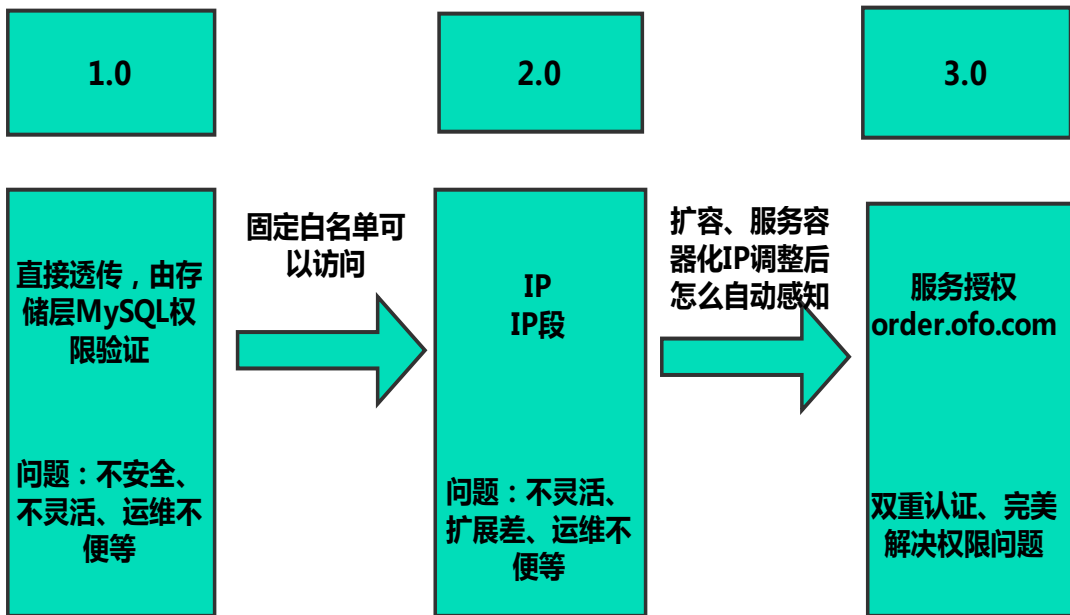 1.0
2.0
3.0
直接透传，由存
储层MySQL权
限验证
问题：不安全、
不灵活、运维不
便等
固定白名单可
以访问
IP
IP段
问题：不灵活、
扩展差、运维不
便等
扩容、服务容
器化IP调整后
怎么自动感知
服务授权
order.ofo.com
双重认证、完美
解决权限问题